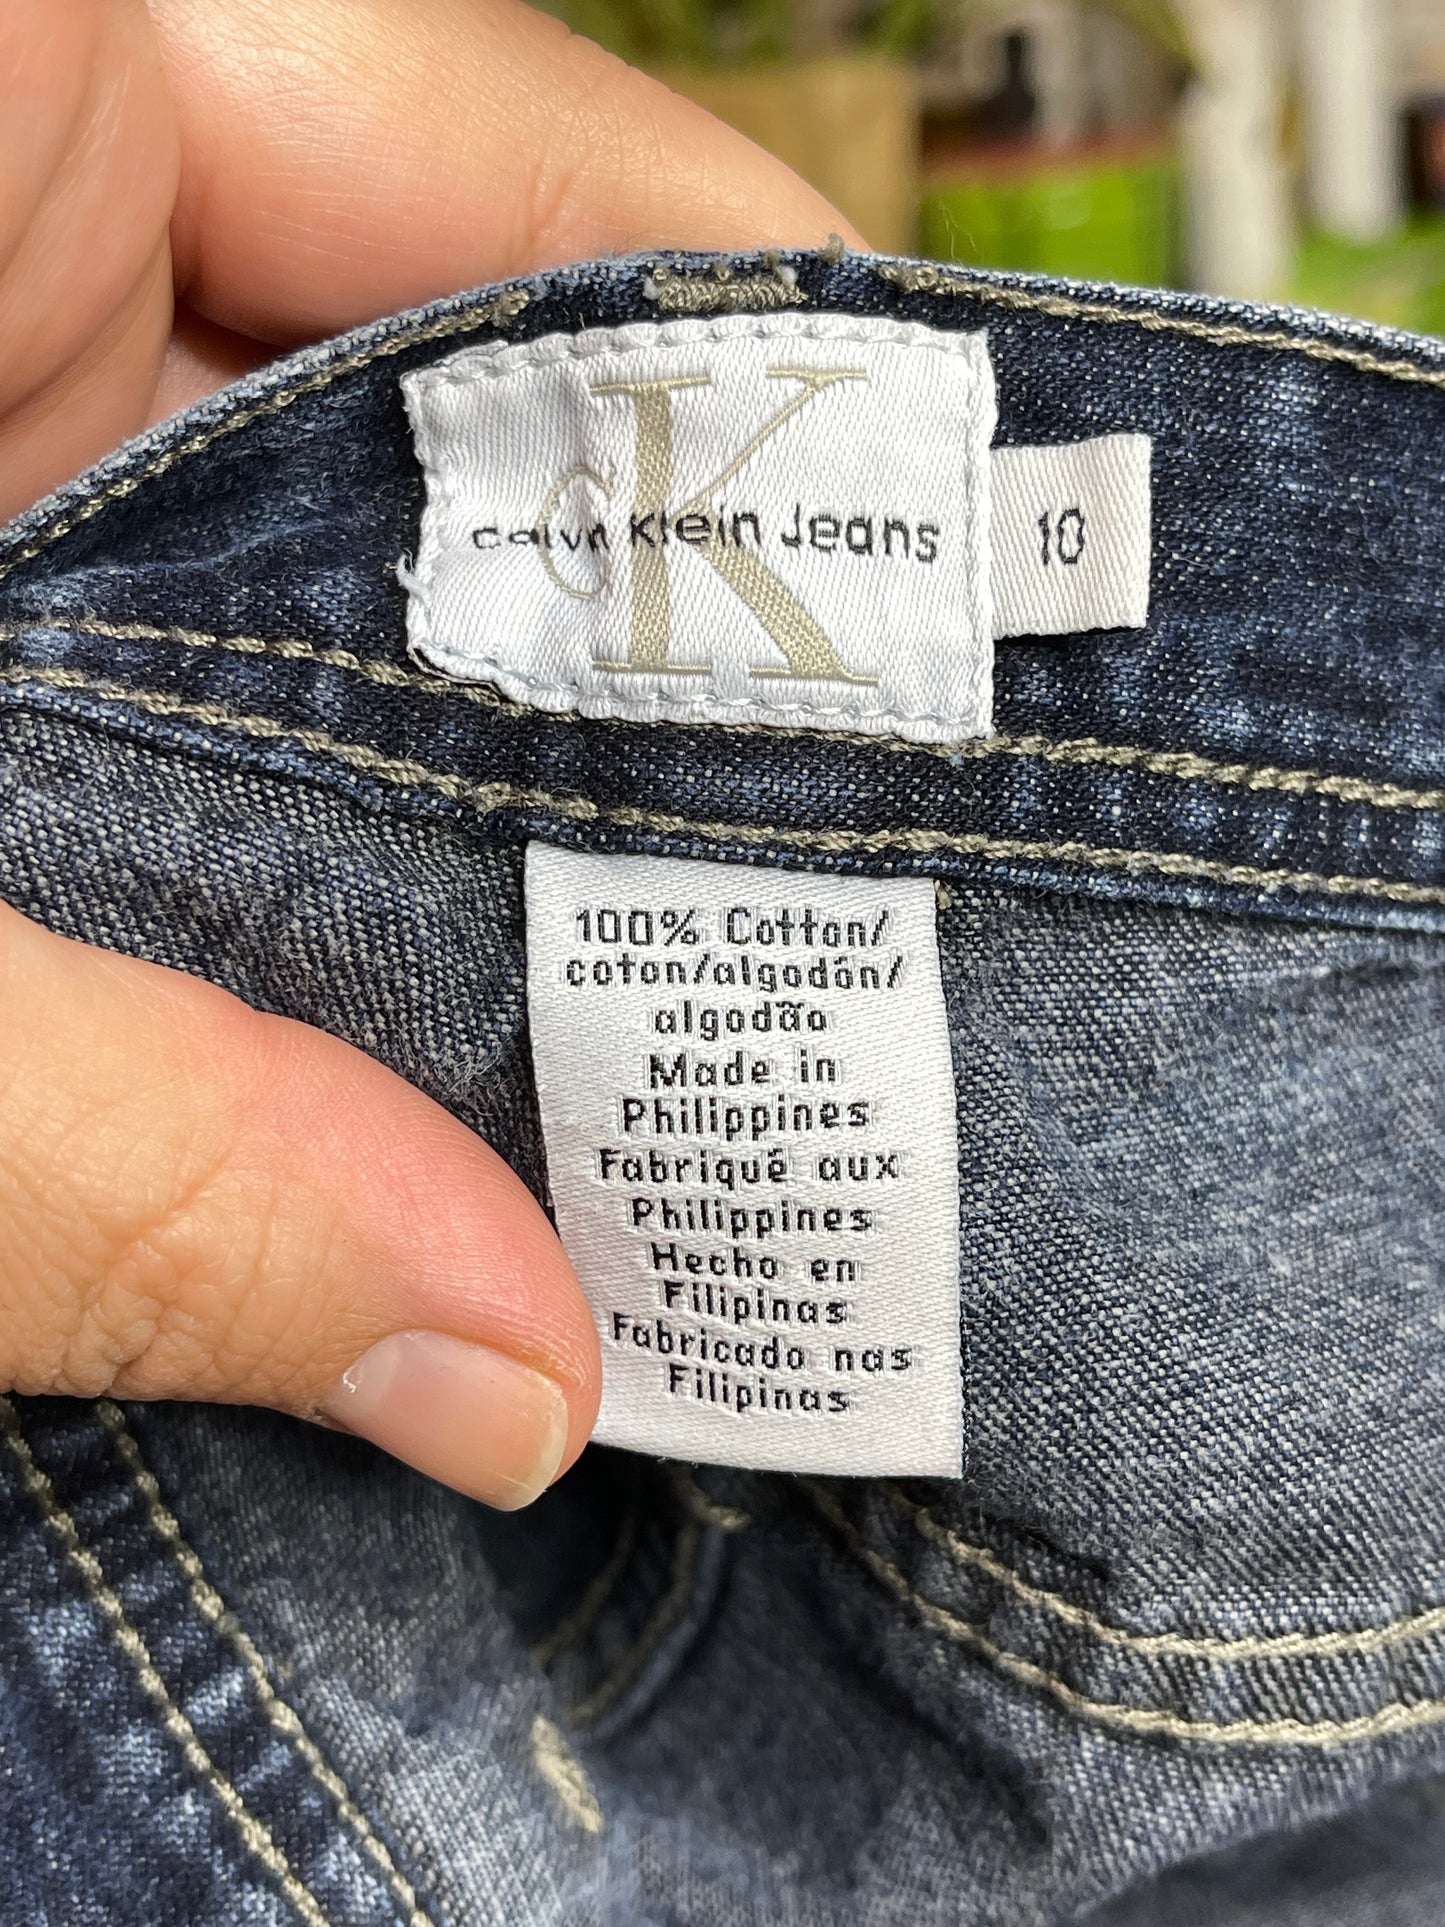 cK
Calvin Klein Jeans
10
100% Cotton/
coton/algodón/
algodão
Made in
Philippines
Fabriqué aux
Philippines
Hecho en
Filipinas
Fabricado nas
Filipinas